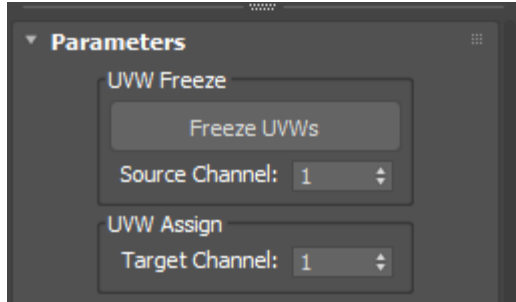 Parameters
UVW Freeze
Freeze UVWs
Source Channel: 1
UVW Assign
Target Channel: 1